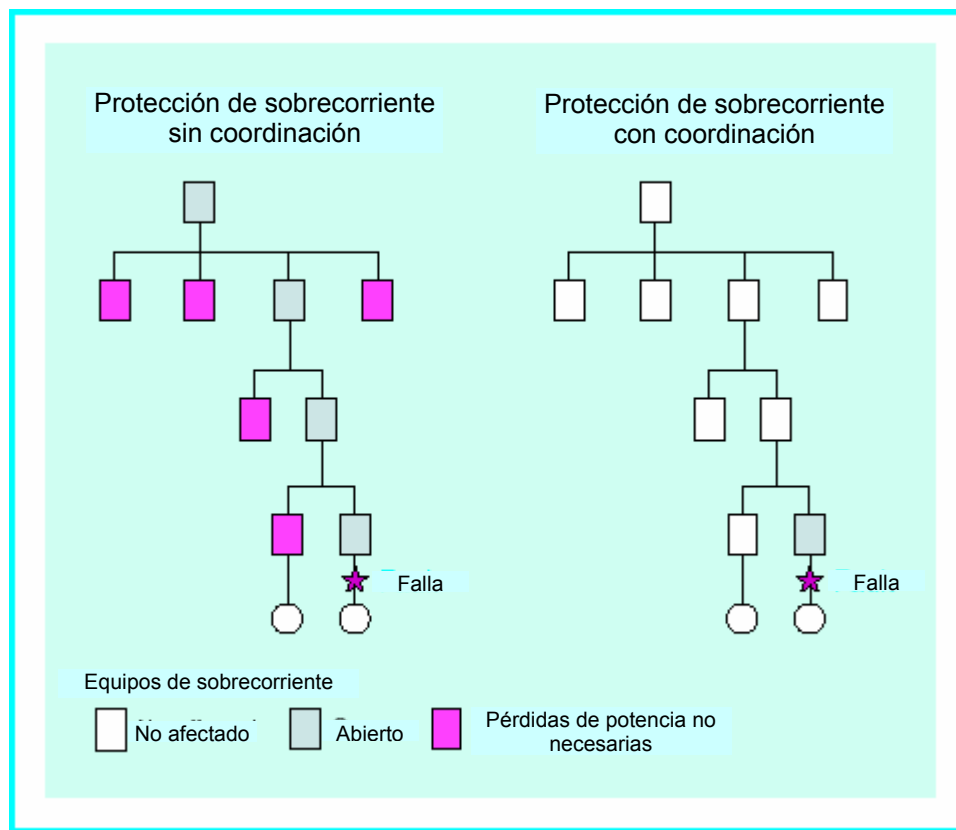 Protección de sobrecorriente
sin coordinación
Protección de sobrecorriente
con coordinación
Falla
Falla
Equipos de sobrecorriente
No afectado
Abierto
Pérdidas de potencia no
necesarias